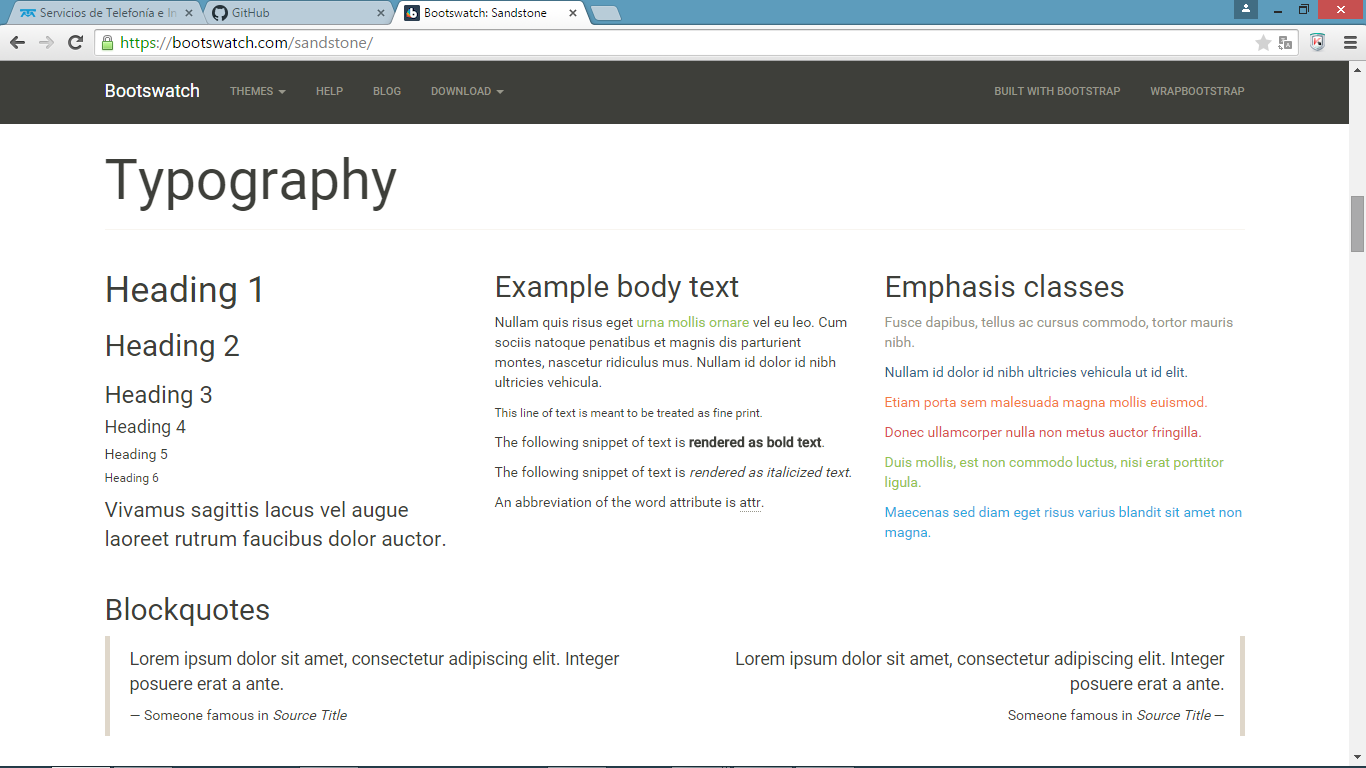 Servicios de Telefonía e In
GitHub
Bootswatch: Sandstone
https://bootswatch.com/sandstone/
Bootswatch THEMES HELP BLOG DOWNLOAD BUILT WITH BOOTSTRAP WRAPBOOTSTRAP
Typography
Heading 1
Heading 2
Heading 3
Heading 4
Heading 5
Heading 6
Vivamus sagittis lacus vel augue
laoreet rutrum faucibus dolor auctor.
Example body text
Nullam quis risus eget urna mollis ornare vel eu leo. Cum
sociis natoque penatibus et magnis dis parturient
montes, nascetur ridiculus mus. Nullam id dolor id nibh
ultricies vehicula.
This line of text is meant to be treated as fine print.
The following snippet of text is rendered as bold text.
The following snippet of text is rendered as italicized text.
An abbreviation of the word attribute is attr.
Emphasis classes
Fusce dapibus, tellus ac cursus commodo, tortor mauris
nibh.
Nullam id dolor id nibh ultricies vehicula ut id elit.
Etiam porta sem malesuada magna mollis euismod.
Donec ullamcorper nulla non metus auctor fringilla.
Duis mollis, est non commodo luctus, nisi erat porttitor
ligula.
Maecenas sed diam eget risus varius blandit sit amet non
magna.
Blockquotes
Lorem ipsum dolor sit amet, consectetur adipiscing elit. Integer
posuere erat a ante.
— Someone famous in Source Title
Lorem ipsum dolor sit amet, consectetur adipiscing elit. Integer
posuere erat a ante.
Someone famous in Source Title —